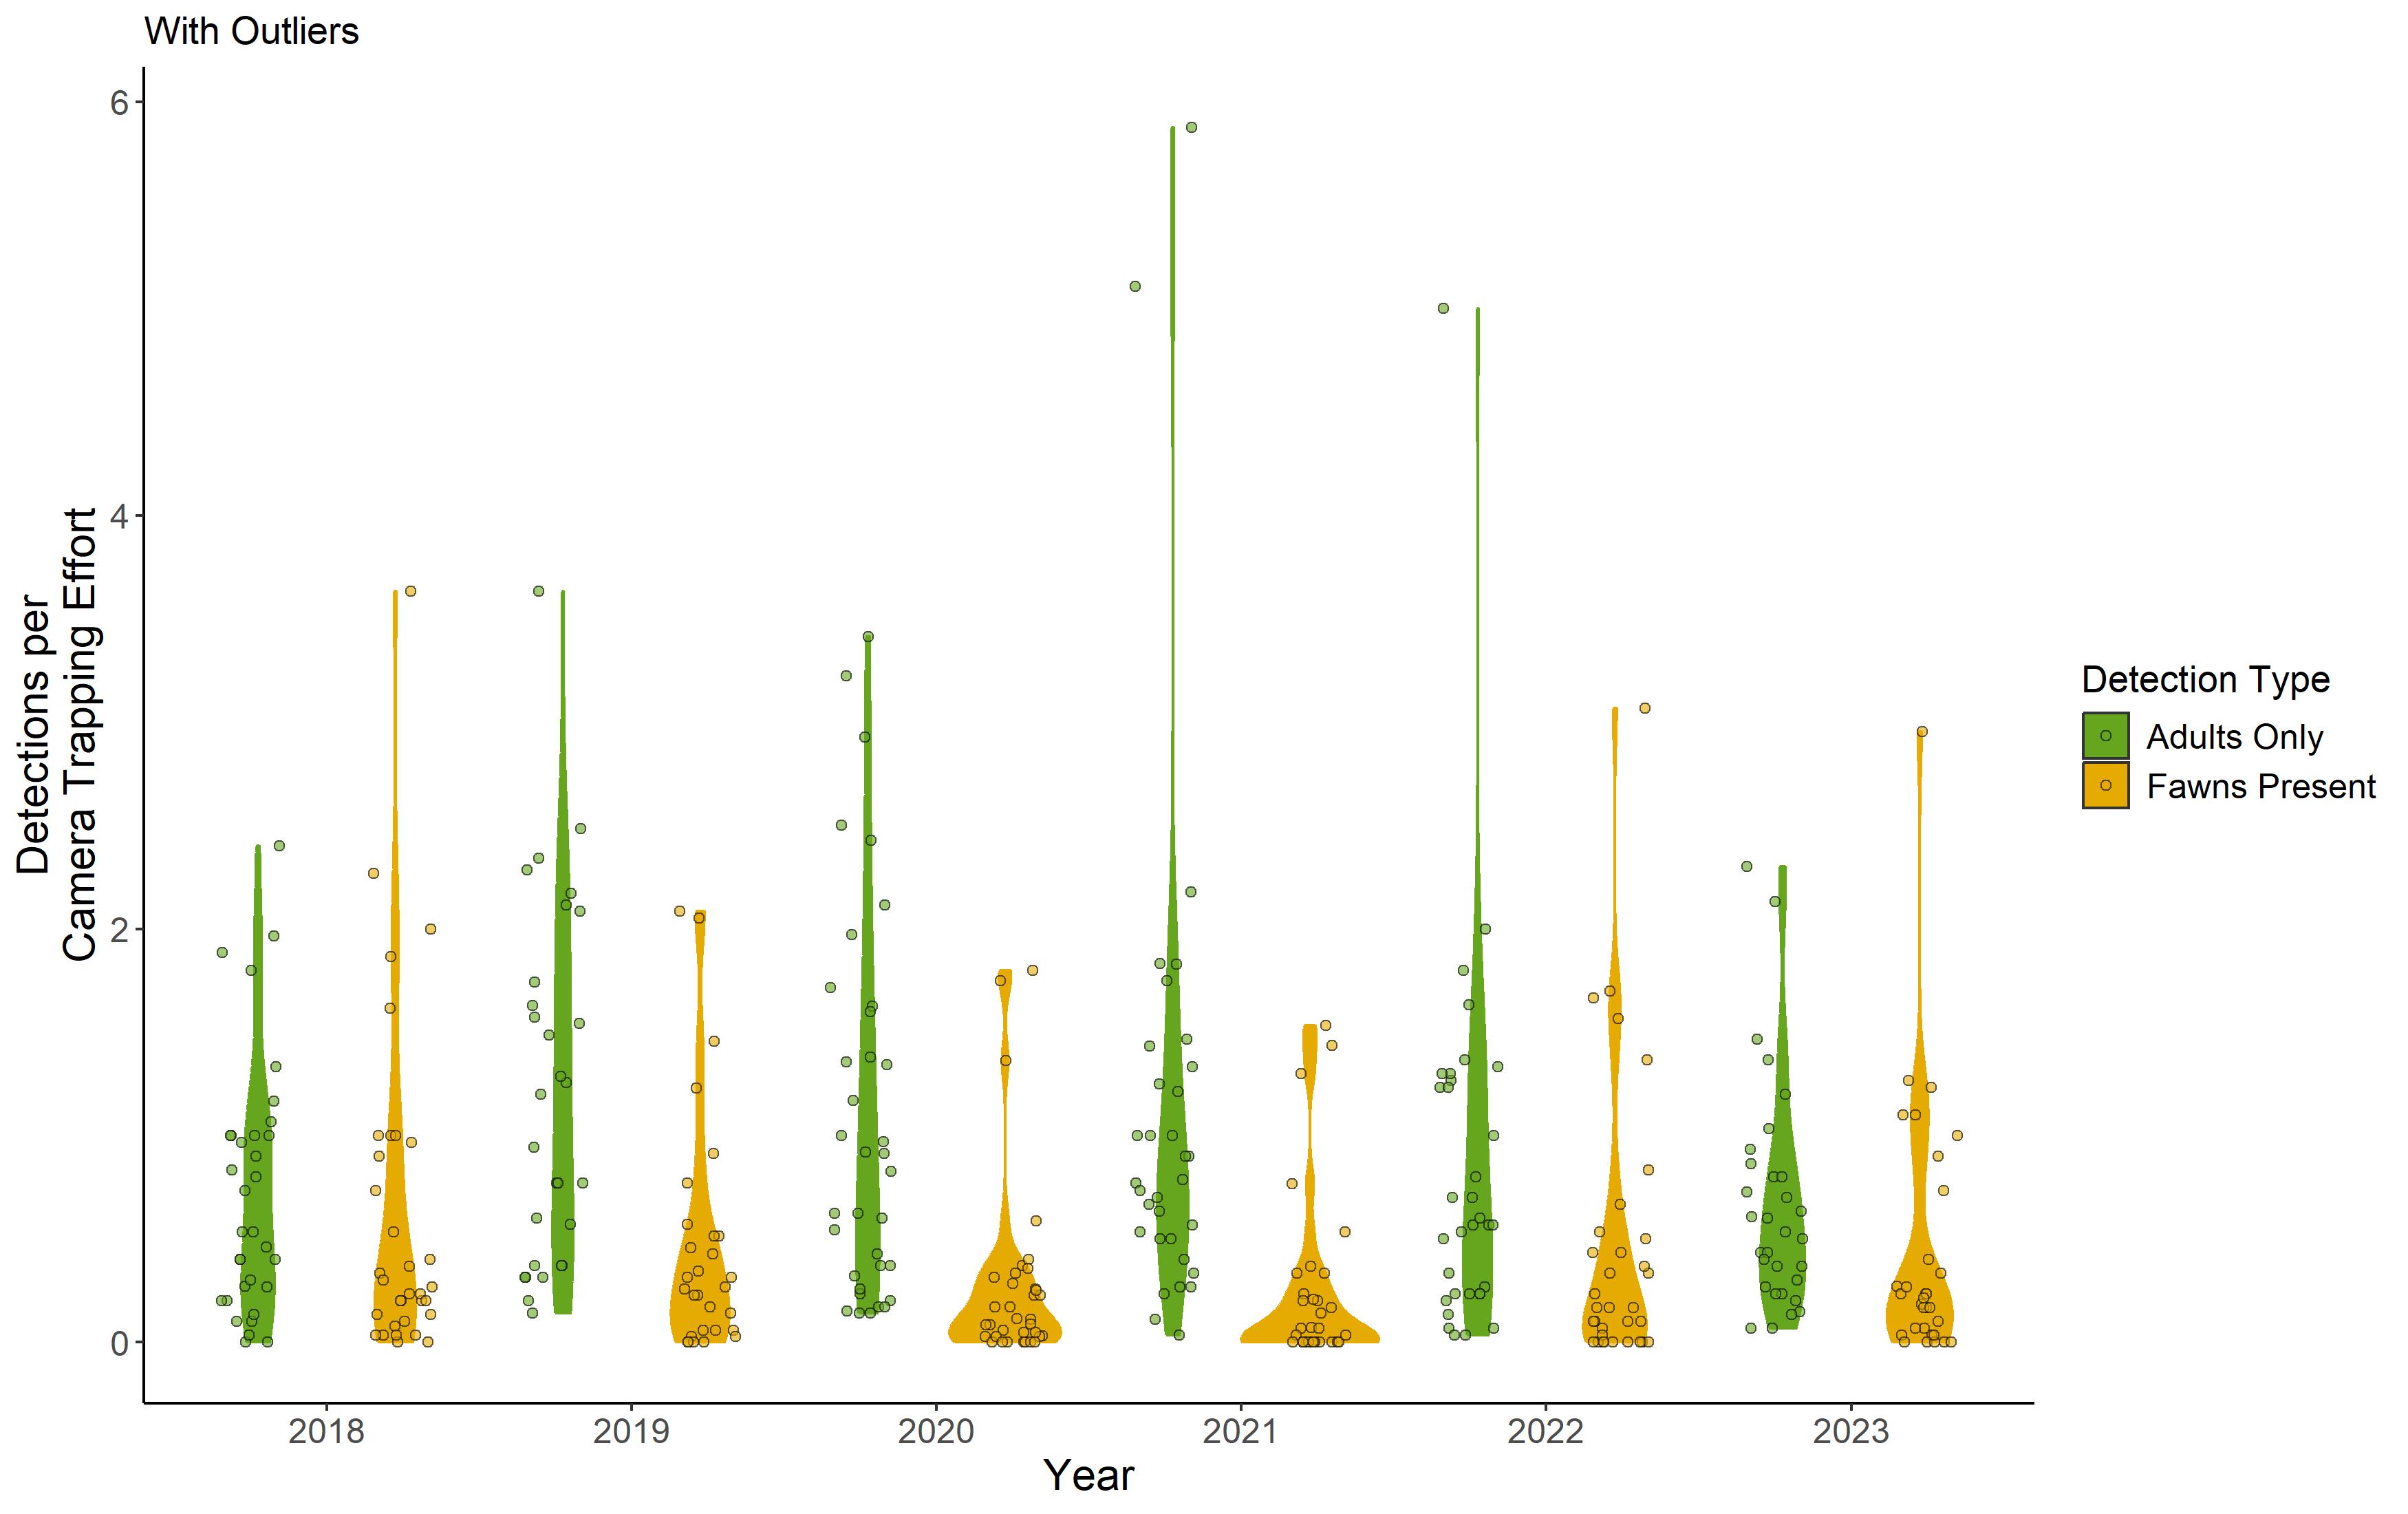 With Outliers
Detections per
Camera Trapping Effort
6
4
2
0
2018
2019
2020
2021
2022
2023
Year
Detection Type
Adults Only
Fawns Present